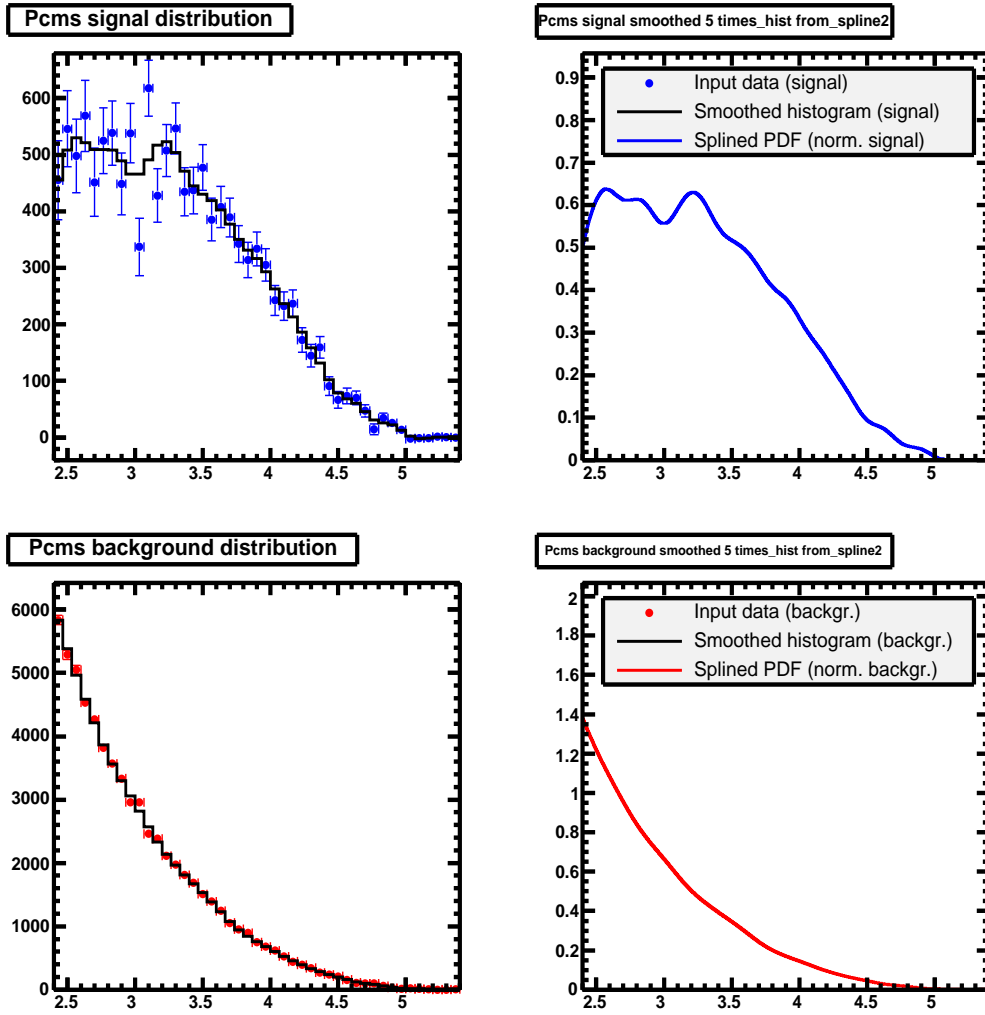 Pcms signal distribution
600
500
400
300
200
100
0
2.5 3 3.5 4 4.5 5
Pcms signal smoothed 5 times_hist from_spline2
Input data (signal)
Smoothed histogram (signal)
Splined PDF (norm. signal)
0.9
0.8
0.7
0.6
0.5
0.4
0.3
0.2
0.1
0
2.5 3 3.5 4 4.5 5
Pcms background distribution
6000
5000
4000
3000
2000
1000
0
2.5 3 3.5 4 4.5 5
Pcms background smoothed 5 times_hist from_spline2
Input data (backgr.)
Smoothed histogram (backgr.)
Splined PDF (norm. backgr.)
2
1.8
1.6
1.4
1.2
1
0.8
0.6
0.4
0.2
0
2.5 3 3.5 4 4.5 5